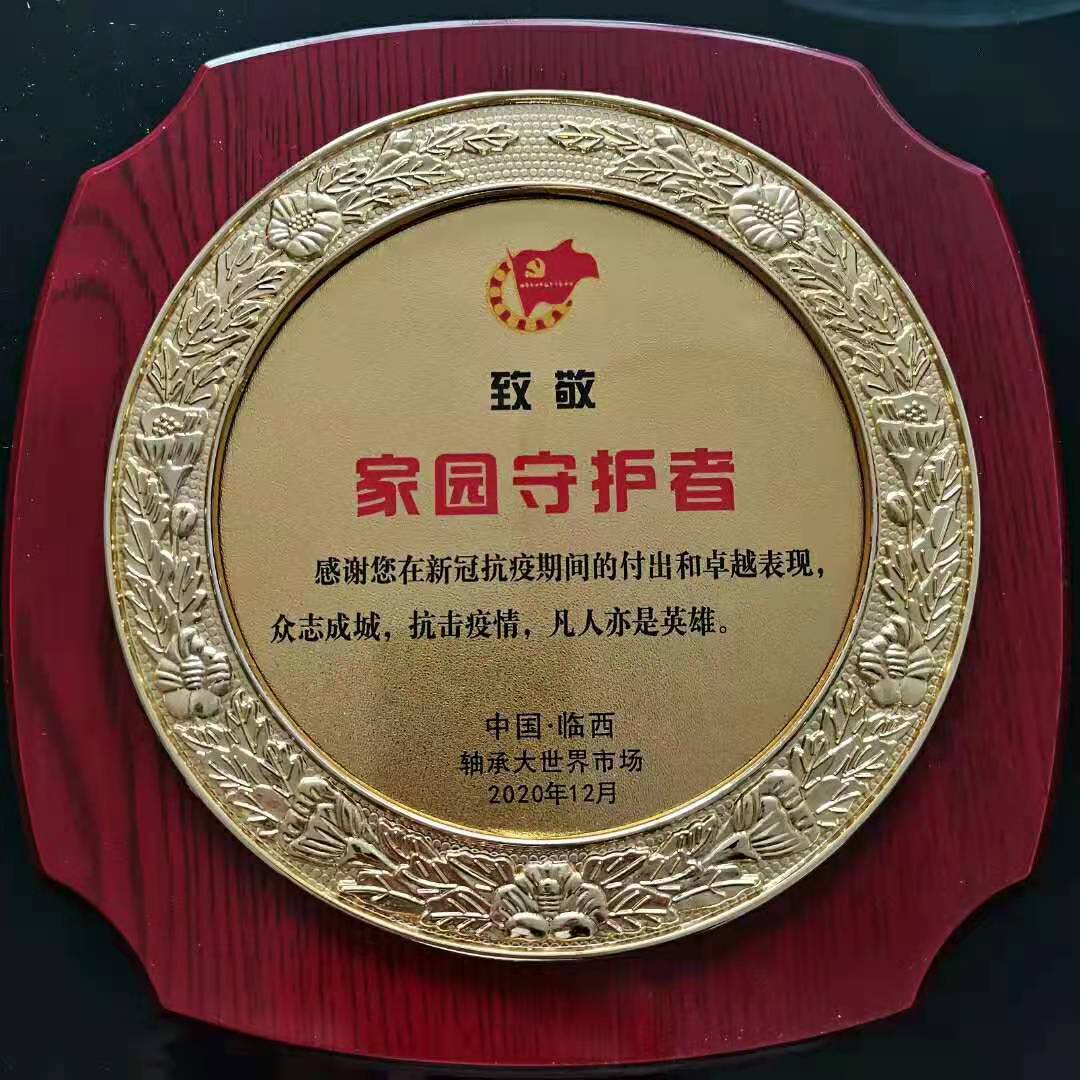 致敬
家园守护者
感谢您在新冠抗疫期间的付出和卓越表现，
众志成城，抗击疫情，凡人亦是英雄。
中国·临西
轴承大世界市场
2020年12月